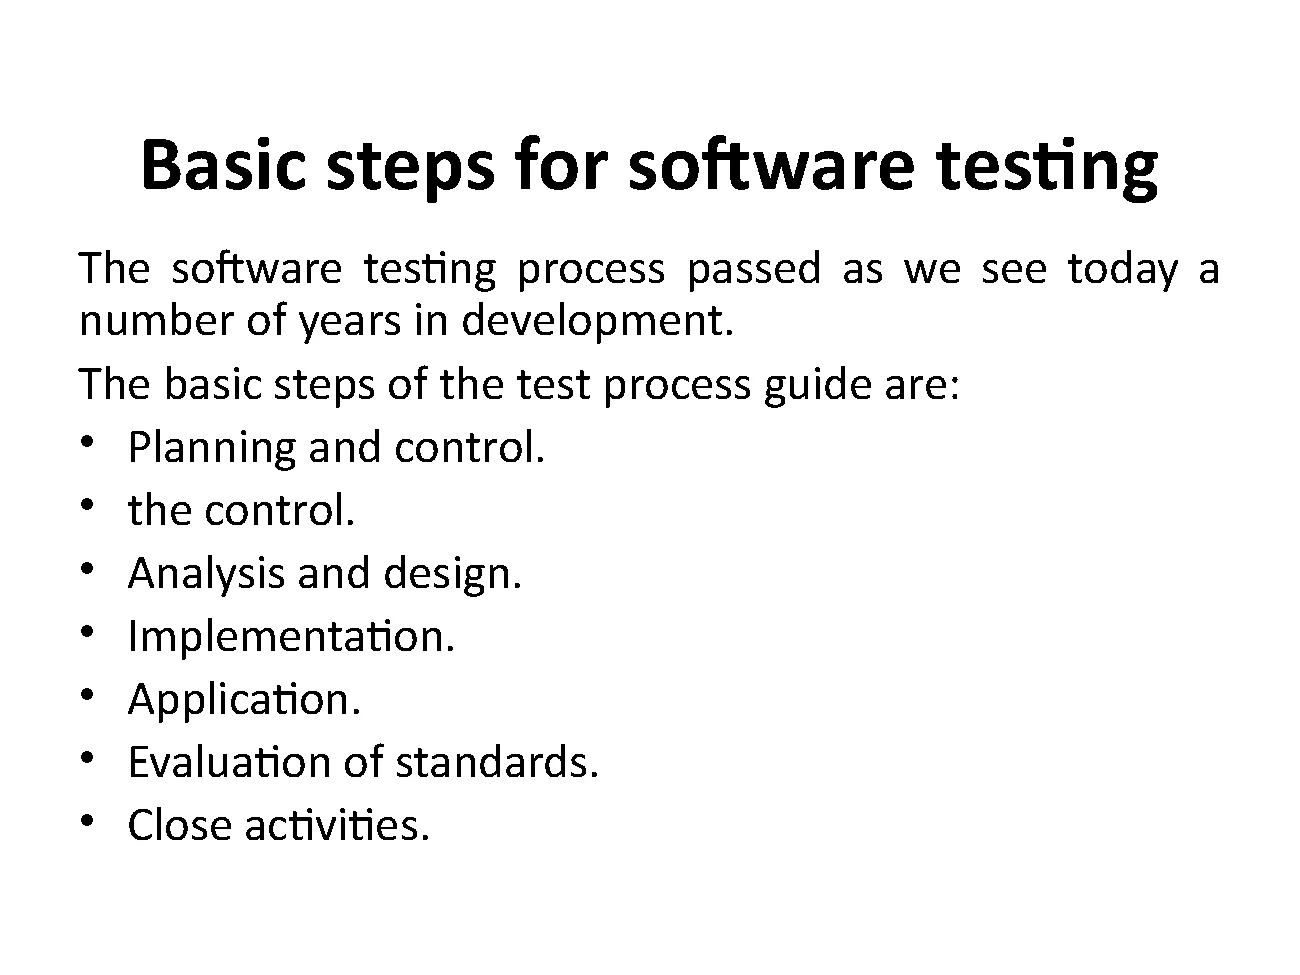 Basic steps for software testing
The software testing process passed as we see today a
number of years in development.
The basic steps of the test process guide are:
• Planning and control.
• the control.
• Analysis and design.
• Implementation.
• Application.
• Evaluation of standards.
• Close activities.